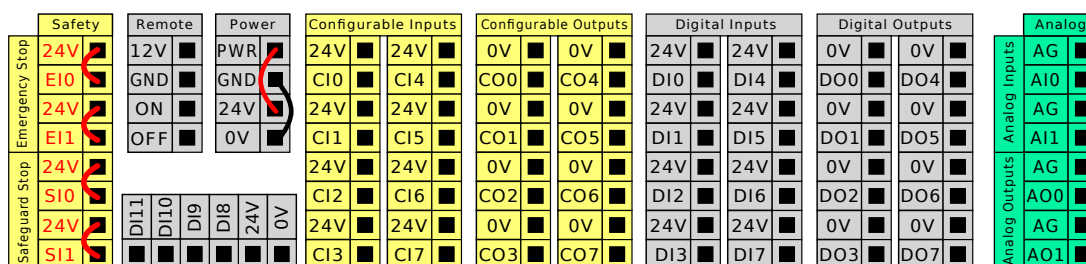 Safety
Emergency Stop
24V
EI0
24V
EI1
Safeguard Stop
24V
SI0
24V
SI1
Remote
12V
GND
ON
OFF
Power
PWR
GND
24V
0V
DI11
DI10
DI9
DI8
24V
0V
Configurable Inputs
24V 24V
CI0 CI4
24V 24V
CI1 CI5
24V 24V
CI2 CI6
24V 24V
CI3 CI7
Configurable Outputs
0V 0V
CO0 CO4
0V 0V
CO1 CO5
0V 0V
CO2 CO6
0V 0V
CO3 CO7
Digital Inputs
24V 24V
DI0 DI4
24V 24V
DI1 DI5
24V 24V
DI2 DI6
24V 24V
DI3 DI7
Digital Outputs
0V 0V
DO0 DO4
0V 0V
DO1 DO5
0V 0V
DO2 DO6
0V 0V
DO3 DO7
Analog
Analog Inputs
AG
AI0
AG
AI1
Analog Outputs
AG
AO0
AG
AO1